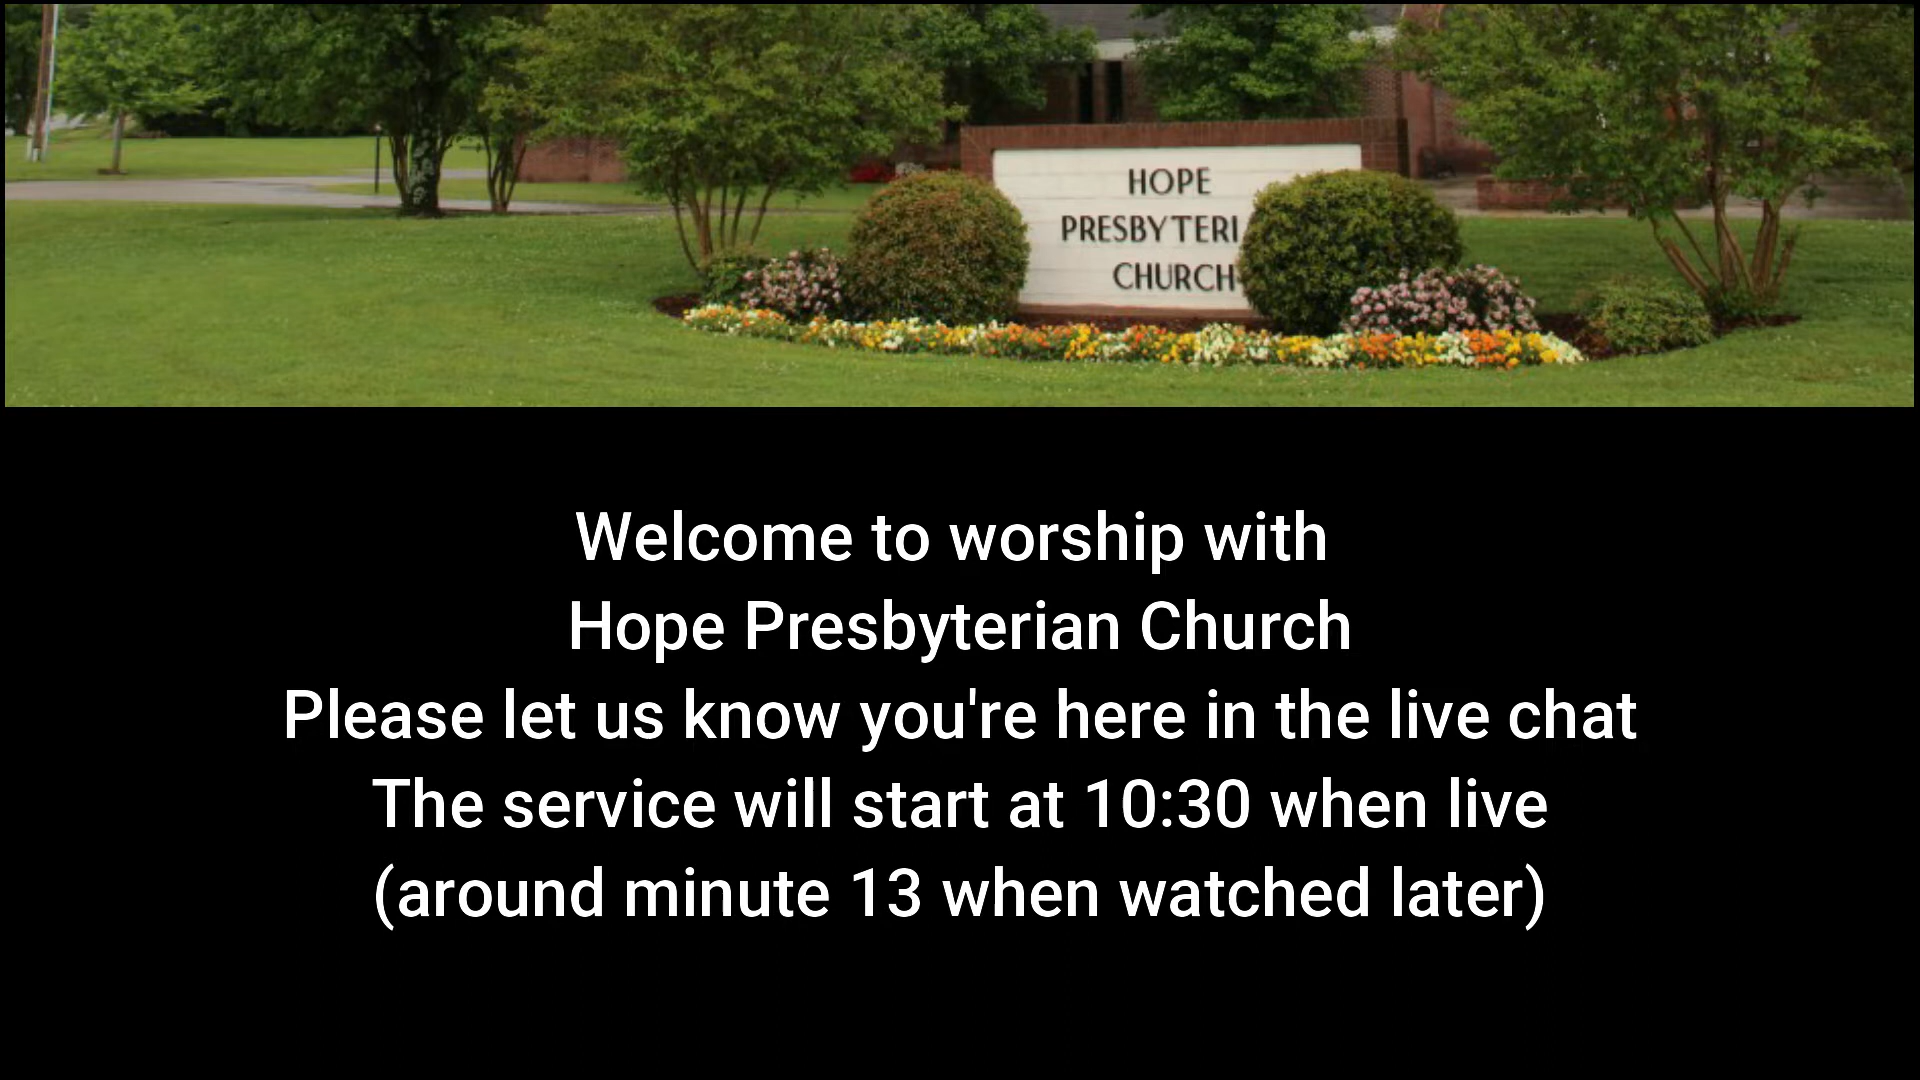 HOPE
PRESBYTERI
CHURCH
Welcome to worship with
Hope Presbyterian Church
Please let us know you're here in the live chat
The service will start at 10:30 when live
(around minute 13 when watched later)